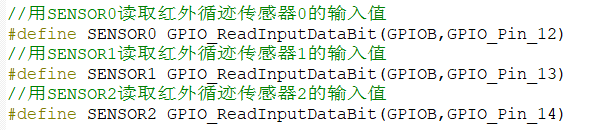 //用SENSOR0读取红外循迹传感器0的输入值
#define SENSOR0 GPIO_ReadInputDataBit(GPIOB,GPIO_Pin_12)
//用SENSOR1读取红外循迹传感器1的输入值
#define SENSOR1 GPIO_ReadInputDataBit(GPIOB,GPIO_Pin_13)
//用SENSOR2读取红外循迹传感器2的输入值
#define SENSOR2 GPIO_ReadInputDataBit(GPIOB,GPIO_Pin_14)